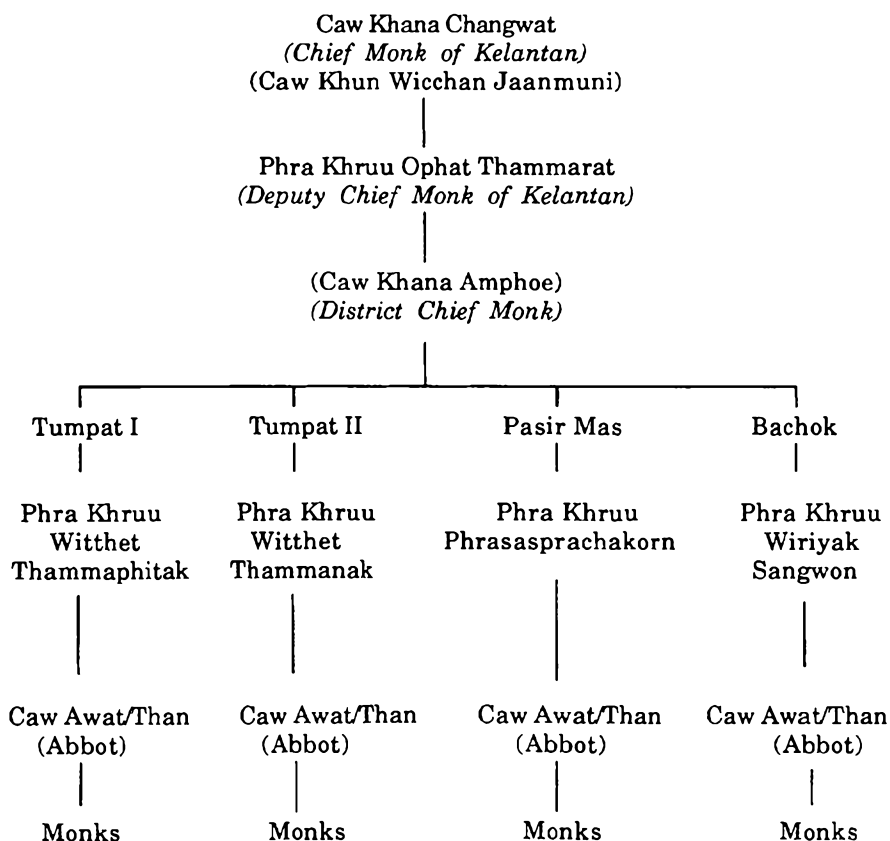 Caw Khana Changwat
(Chief Monk of Kelantan)
(Caw Khun Wicchan Jaanmuni)
Phra Khruu Ophat Thammarat
(Deputy Chief Monk of Kelantan)
(Caw Khana Amphoe)
(District Chief Monk)
Tumpat I
Tumpat II
Pasir Mas
Bachok
Phra Khruu
Witthet
Thammaphitak
Phra Khruu
Witthet
Thammanak
Phra Khruu
Phrasasprachakorn
Phra Khruu
Wiriyak
Sangwon
Caw Awat/Than
(Abbot)
Caw Awat/Than
(Abbot)
Caw Awat/Than
(Abbot)
Caw Awat/Than
(Abbot)
Monks
Monks
Monks
Monks